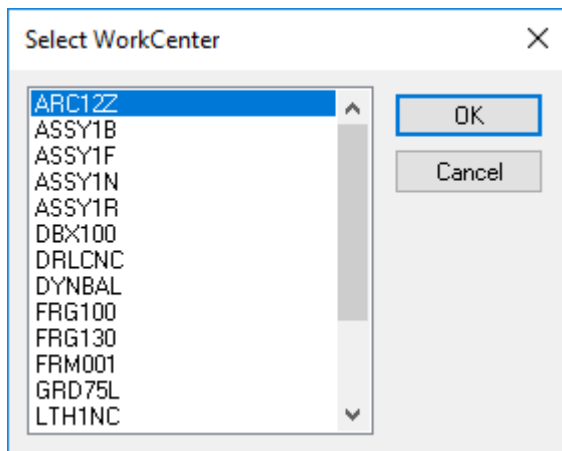 Select WorkCenter
ARC12Z
ASSY1B
ASSY1F
ASSY1N
ASSY1R
DBX100
DRLCNC
DYNBAL
FRG100
FRG130
FRM001
GRD75L
LTH1NC
OK
Cancel